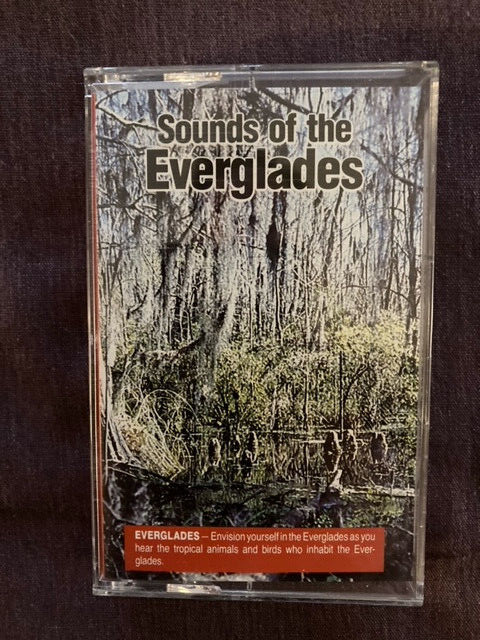 Sounds of the
Everglades
EVERGLADES – Envision yourself in the Everglades as you
hear the tropical animals and birds who inhabit the Ever-
glades.